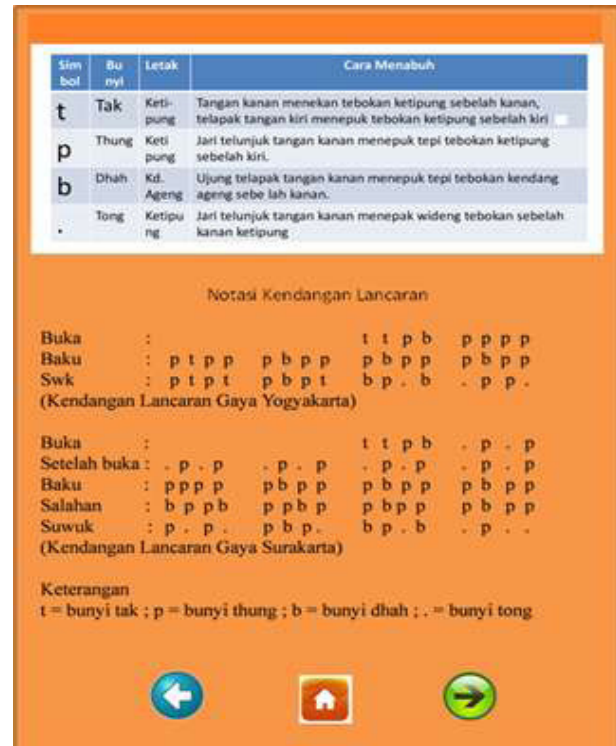 Sim bol Bu nyi Letak Cara Menabuh
t Tak Keti- pung Tangan kanan menekan tebokan ketipung sebelah kanan,
telapak tangan kiri menepuk tebokan ketipung sebelah kiri
p Thung Keti pung Jari telunjuk tangan kanan menepuk tepi tebokan ketipung
sebelah kiri.
b Dhah Kd. Ageng Ujung telapak tangan kanan menepuk tepi tebokan kendang
ageng sebe lah kanan.
. Tong Ketipu ng Jari telunjuk tangan kanan menepak wideng tebokan sebelah
kanan ketipung
Notasi Kendangan Lancaran
Buka : t t p b p p p p
Baku : p t p p p b p p p b p p p b p p
Swk : p t p t p b p t b p . b . p p .
(Kendangan Lancaran Gaya Yogyakarta)
Buka : t t p b . p . p
Setelah buka : . p . p . p . p . p . p . p . p
Baku : p p p p p b p p p b p p p b p p
Salahan : b p p b p p b p p b p p p b p p
Suwuk : p . p . p b p . b p . b . p . .
(Kendangan Lancaran Gaya Surakarta)
Keterangan
t = bunyi tak ; p = bunyi thung ; b = bunyi dhah ; . = bunyi tong